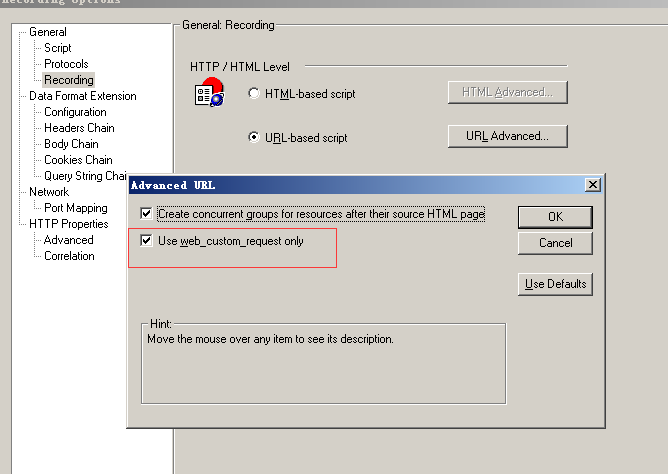 Recording Options
General
Script
Protocols
Recording
Data Format Extension
Configuration
Headers Chain
Body Chain
Cookies Chain
Query String Chain
Network
Port Mapping
HTTP Properties
Advanced
Correlation
General: Recording
HTTP / HTML Level
HTML-based script
HTML Advanced...
URL-based script
URL Advanced...
Advanced URL
Create concurrent groups for resources after their source HTML page
Use web_custom_request only
OK
Cancel
Use Defaults
Hint:
Move the mouse over any item to see its description.